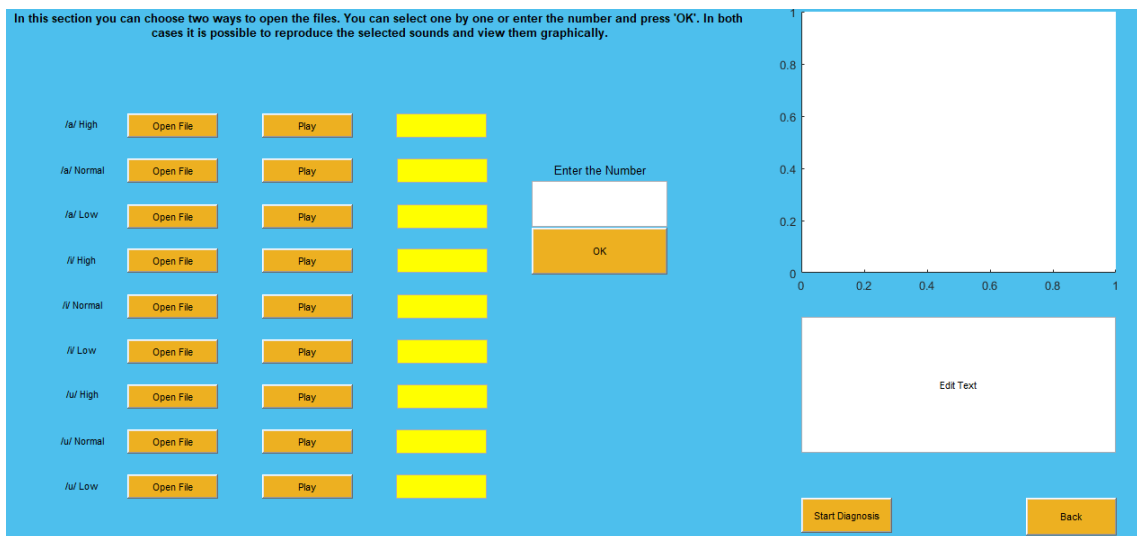 In this section you can choose two ways to open the files. You can select one by one or enter the number and press 'OK'. In both
cases it is possible to reproduce the selected sounds and view them graphically.
/a/ High Open File Play
/a/ Normal Open File Play
/a/ Low Open File Play
/i/ High Open File Play
/i/ Normal Open File Play
/i/ Low Open File Play
/u/ High Open File Play
/u/ Normal Open File Play
/u/ Low Open File Play
Enter the Number
OK
1
0.8
0.6
0.4
0.2
0
0 0.2 0.4 0.6 0.8 1
Edit Text
Start Diagnosis Back